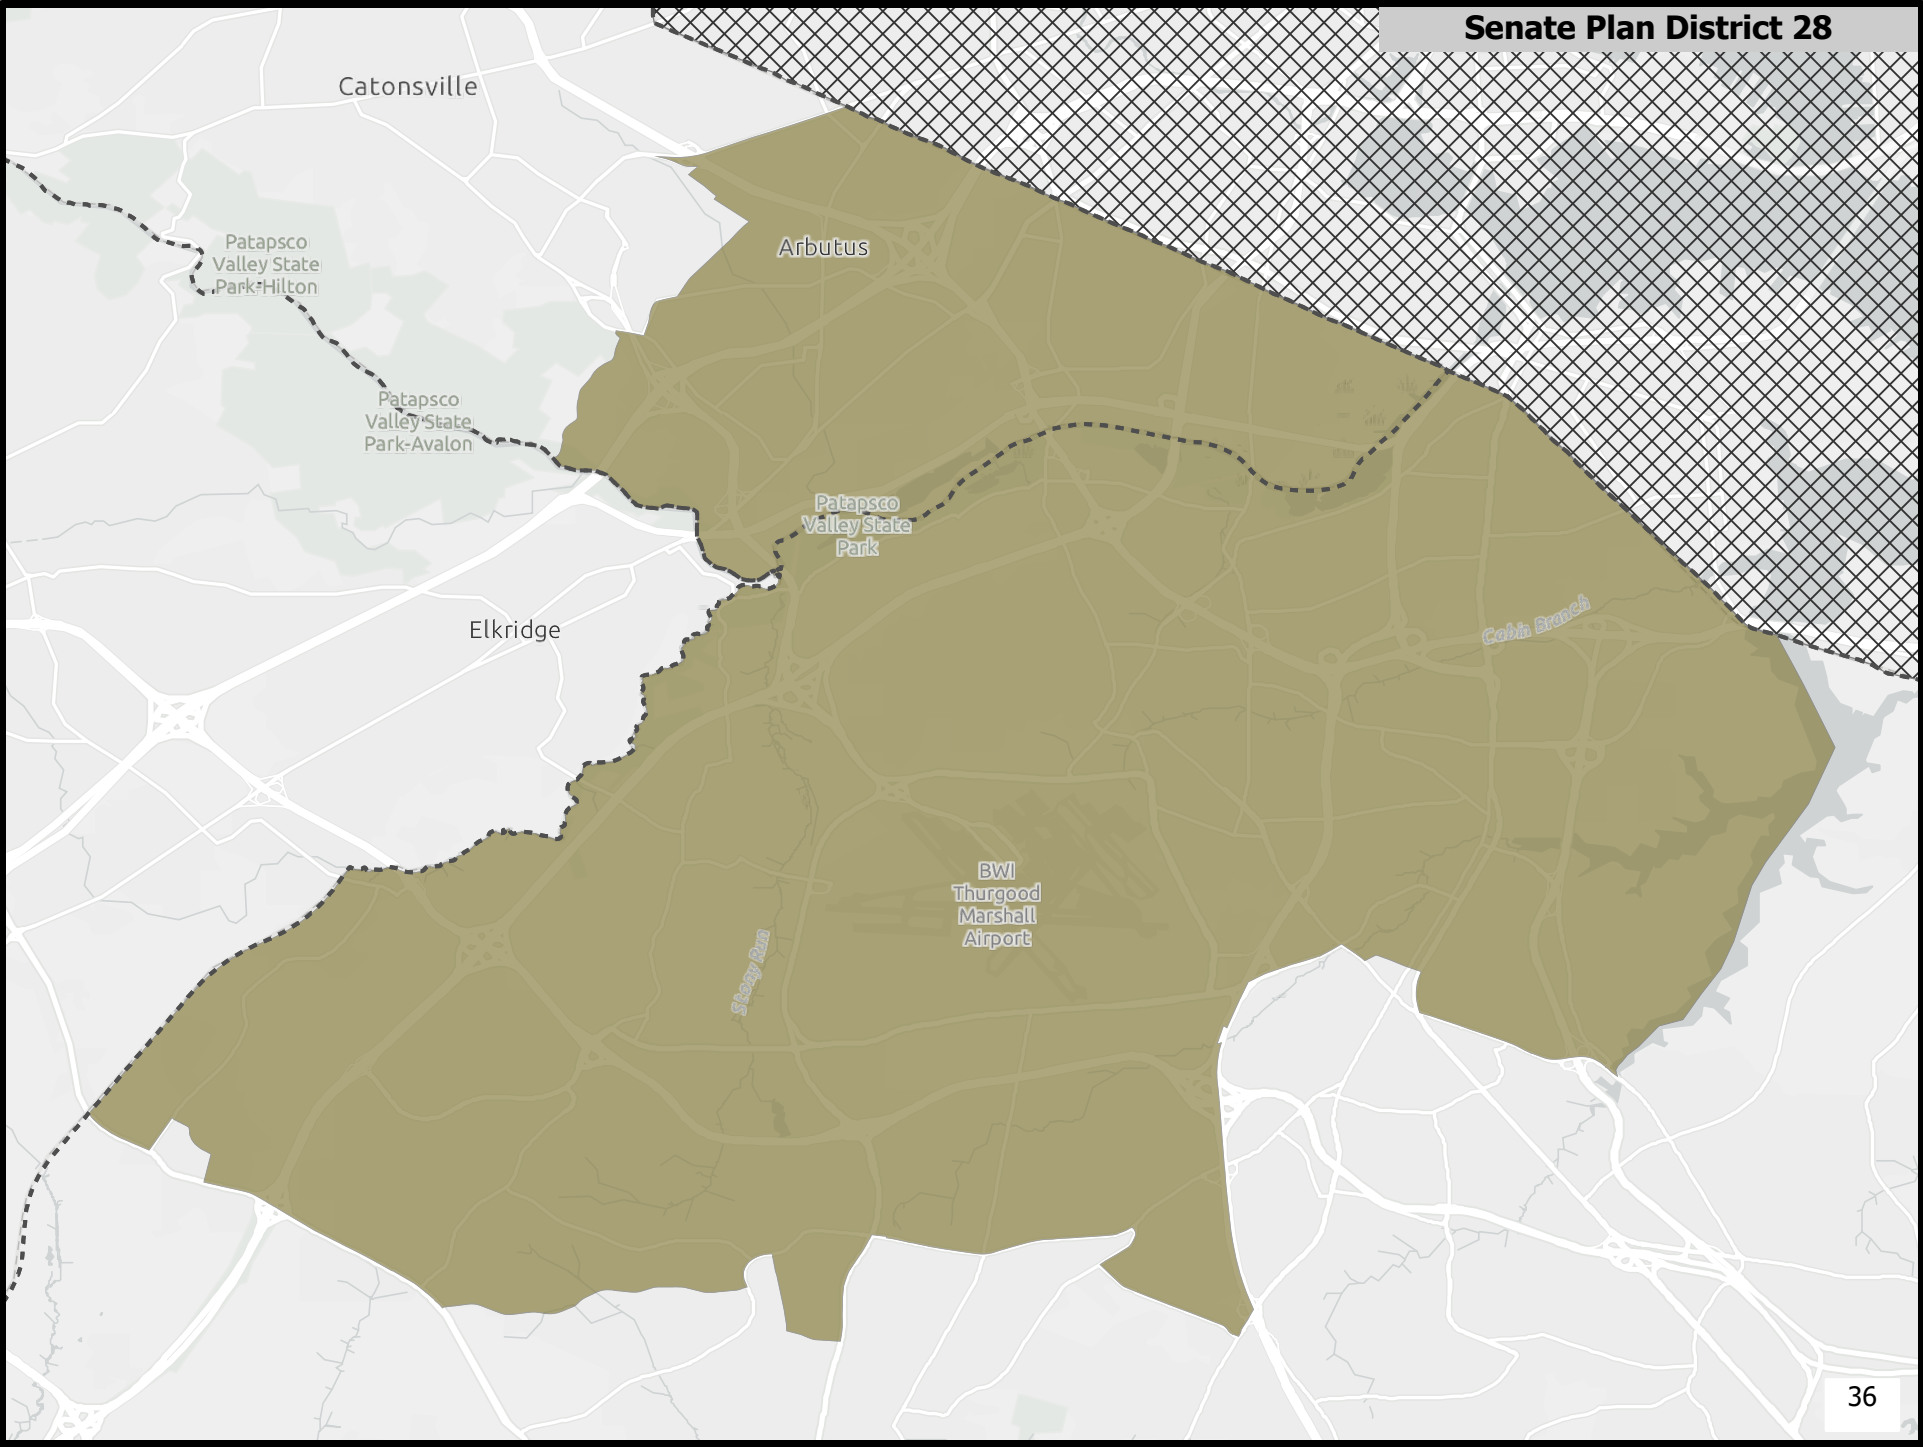 Senate Plan District 28
Catonsville
Patapsco
Valley State
Park-Hilton
Arbutus
Patapsco
Valley State
Park-Avalon
Patapsco
Valley State
Park
Cabin Branch
Elkridge
BWI
Thurgood
Marshall
Airport
Stony Run
36